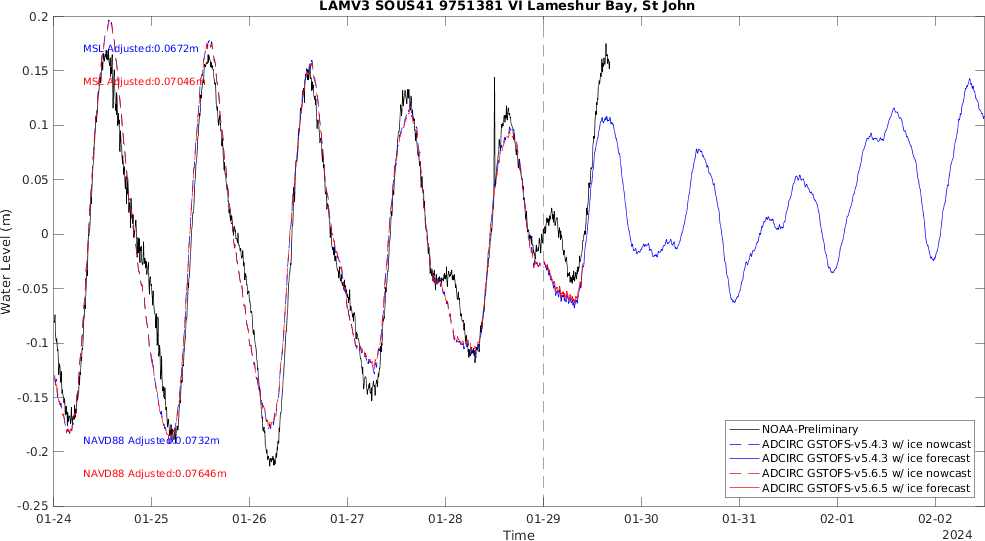 LAMV3 SOUS41 9751381 VI Lameshur Bay, St John
0.2
0.15
0.1
0.05
0
-0.05
-0.1
-0.15
-0.2
-0.25
Water Level (m)
MSL Adjusted:0.0672m
MSL Adjusted:0.07046m
NAVD88 Adjusted:0.0732m
NAVD88 Adjusted:0.07646m
NOAA-Preliminary
ADCIRC GSTOFS-v5.4.3 w/ ice nowcast
ADCIRC GSTOFS-v5.4.3 w/ ice forecast
ADCIRC GSTOFS-v5.6.5 w/ ice nowcast
ADCIRC GSTOFS-v5.6.5 w/ ice forecast
01-24 01-25 01-26 01-27 01-28 01-29 01-30 01-31 02-01 02-02
Time
2024